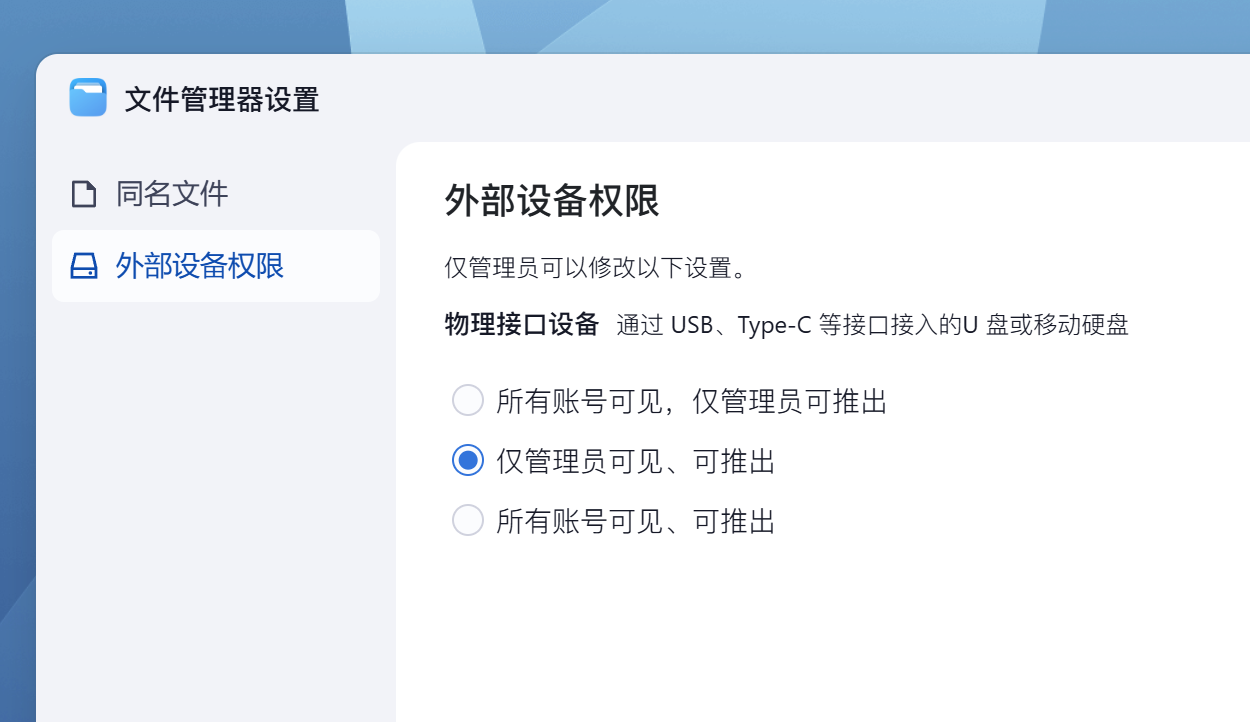 文件管理器设置
同名文件
外部设备权限
外部设备权限
仅管理员可以修改以下设置。
物理接口设备 通过 USB、Type-C 等接口接入的U 盘或移动硬盘
所有账号可见，仅管理员可推出
仅管理员可见、可推出
所有账号可见、可推出